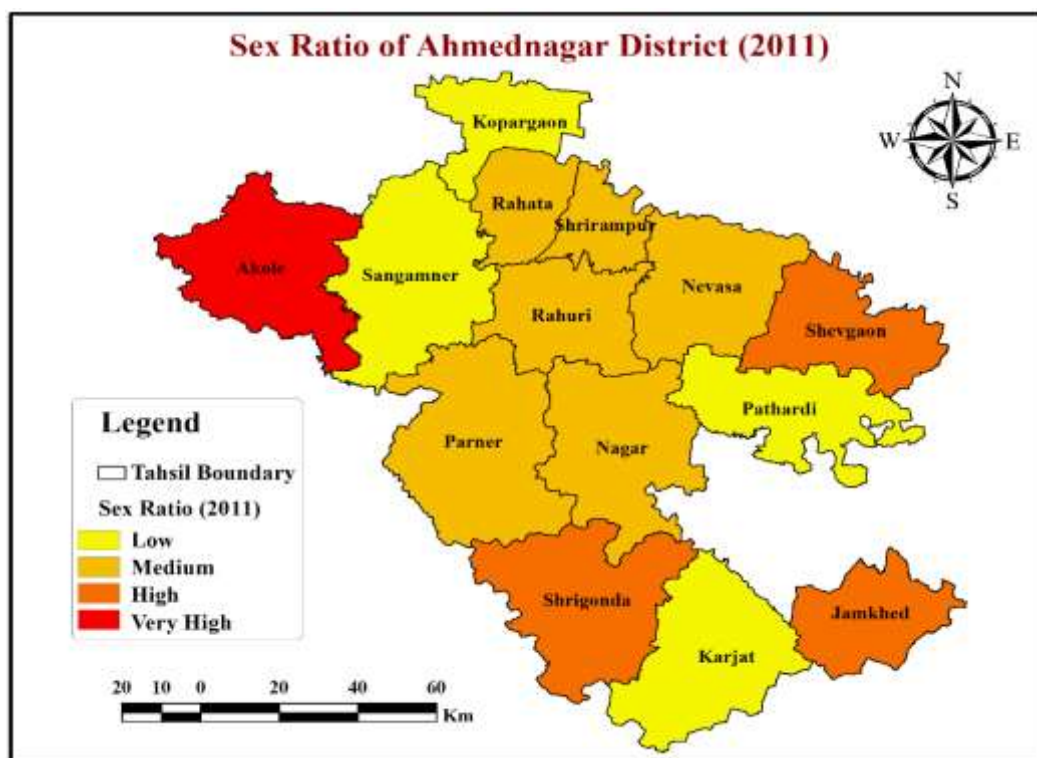 Sex Ratio of Ahmednagar District (2011)
N
W E
S
Kopargaon
Rahata
Shrirampur
Akole
Sangamner
Nevasa
Rahuri
Shevgaon
Pathardi
Parner
Nagar
Shrigonda
Jamkhed
Karjat
Legend
Tahsil Boundary
Sex Ratio (2011)
Low
Medium
High
Very High
20 10 0 20 40 60
Km